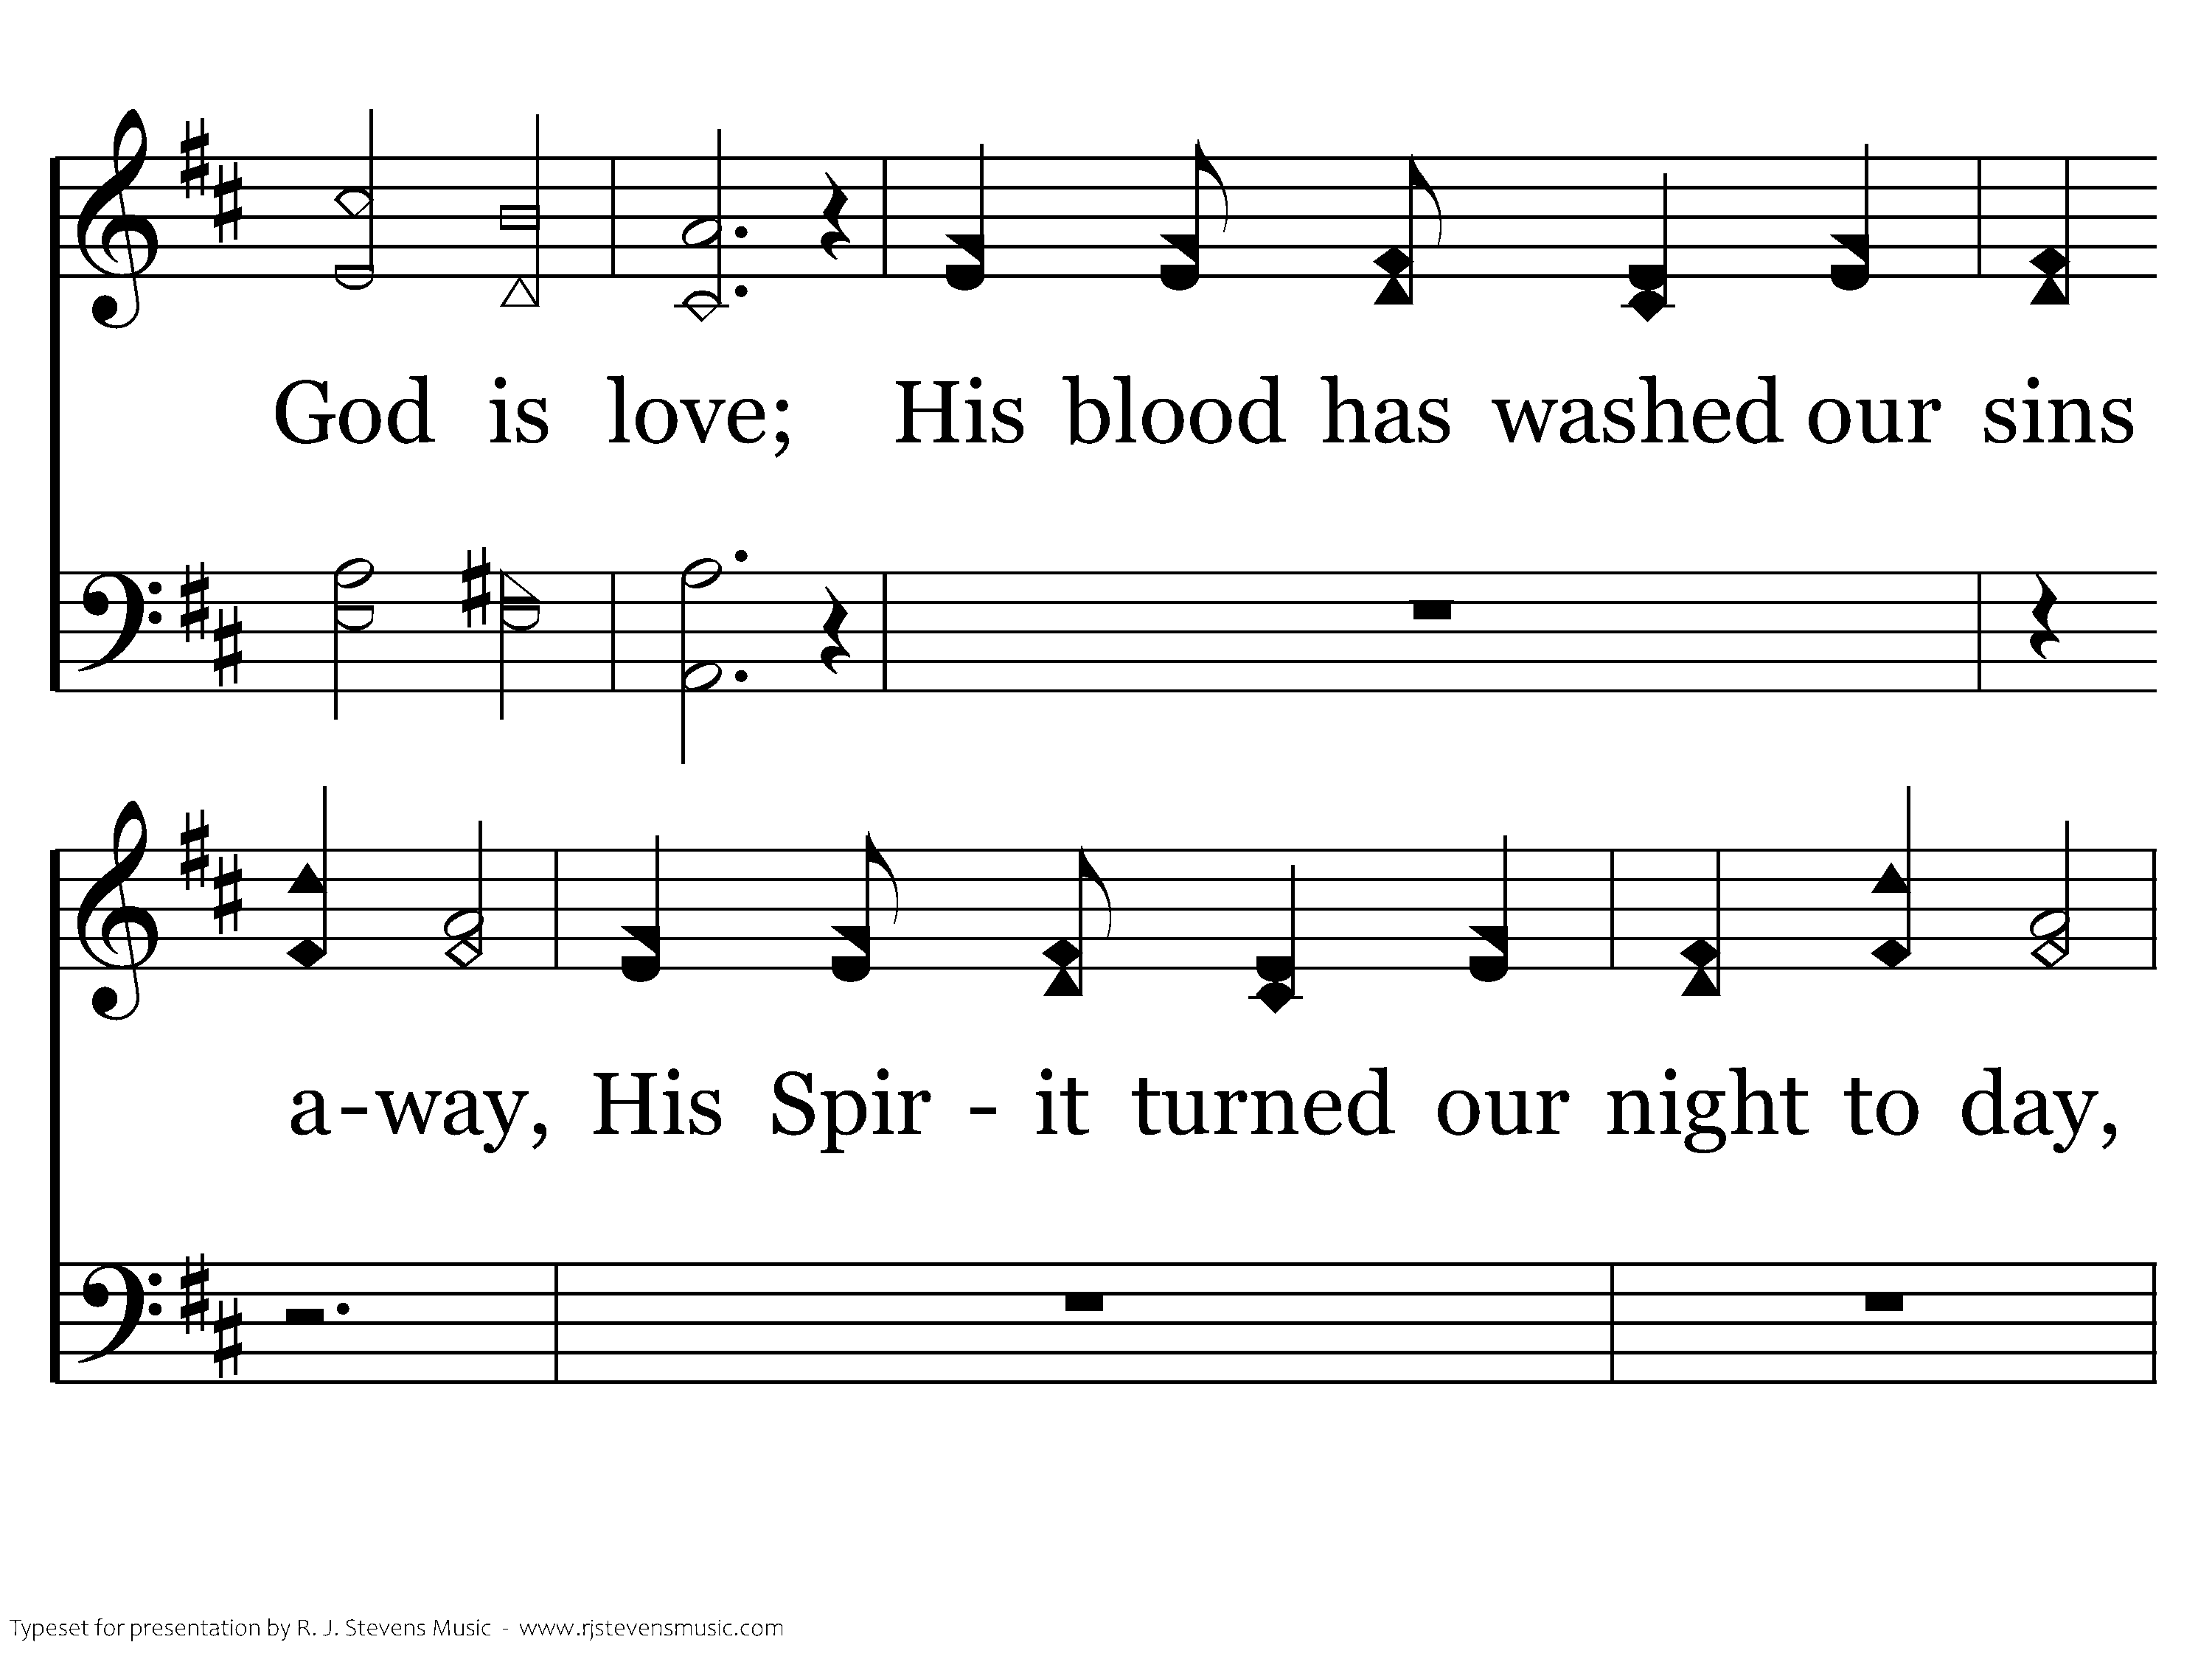 God is love; His blood has washed our sins
a-way, His Spir - it turned our night to day,
Typeset for presentation by R. J. Stevens Music - www.rjstevensmusic.com